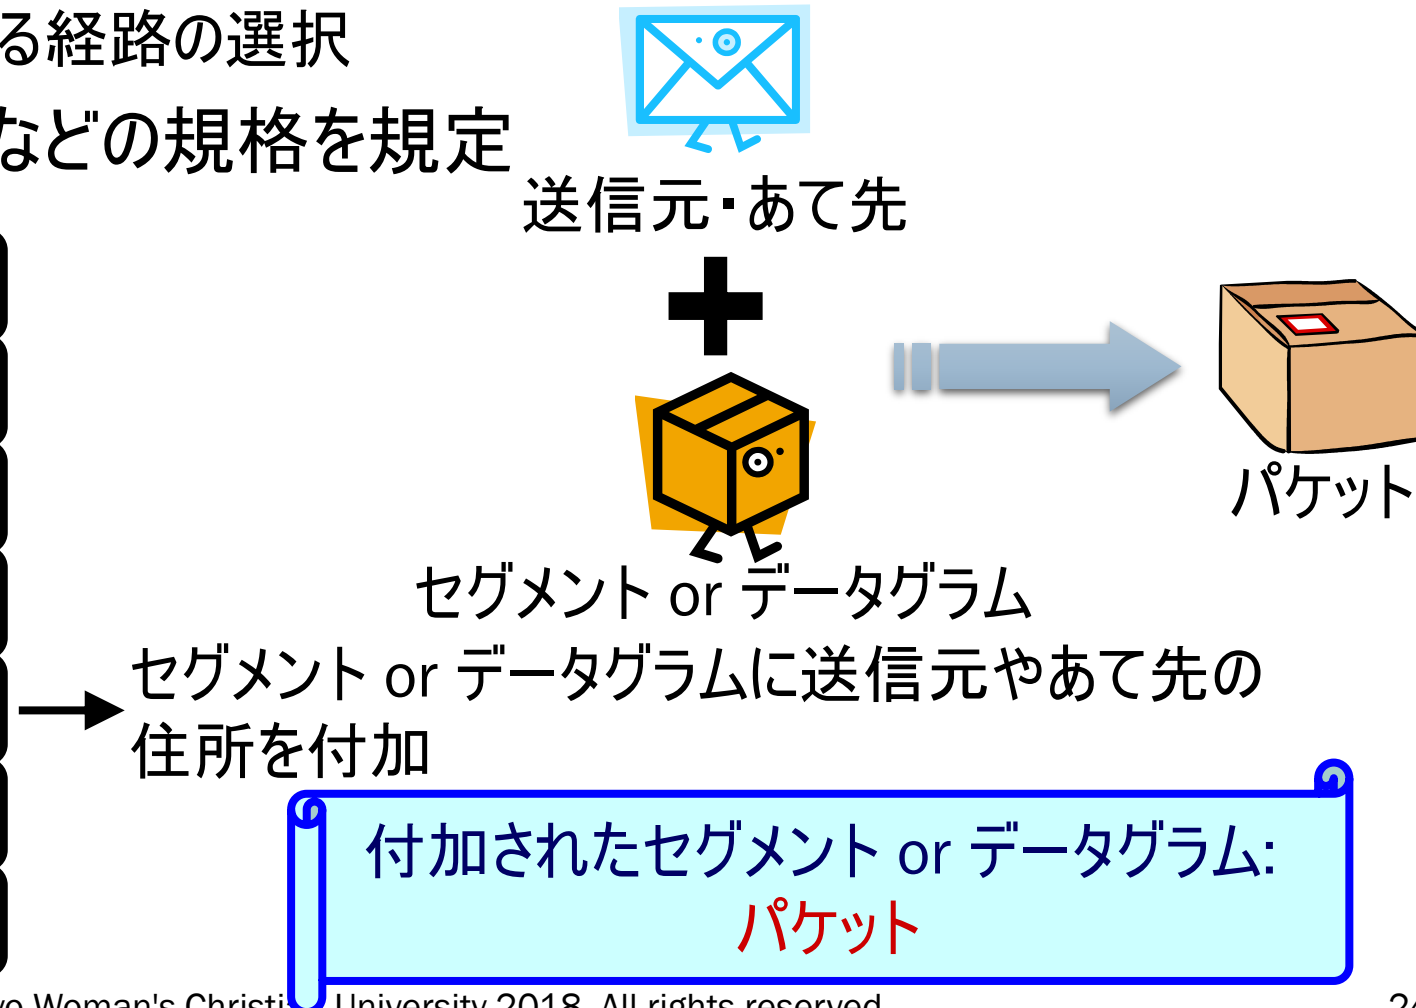 る経路の選択
などの規格を規定
送信元・あて先
パケット
セグメント or データグラム
セグメント or データグラムに送信元やあて先の
住所を付加
付加されたセグメント or データグラム:
パケット
Woman's Christi University 2018. All rights reserved